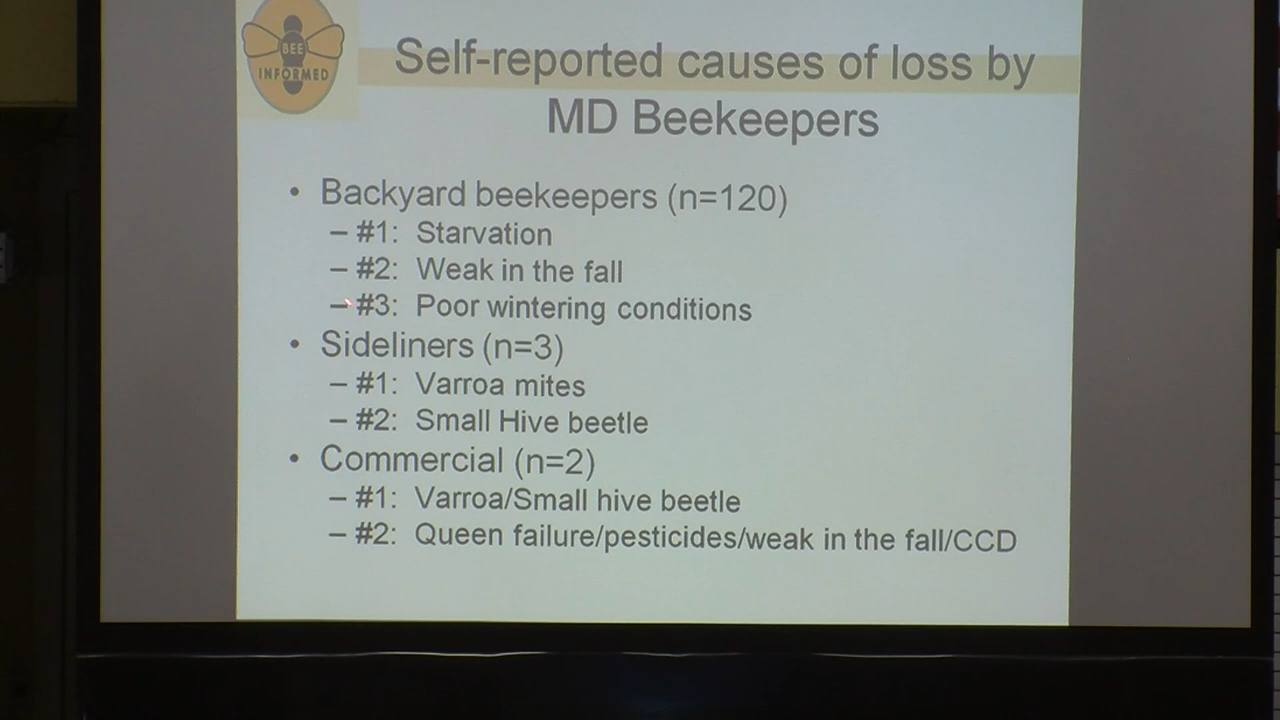 BEE
INFORMED
Self-reported causes of loss by
MD Beekeepers
• Backyard beekeepers (n=120)
– #1: Starvation
– #2: Weak in the fall
– #3: Poor wintering conditions
• Sideliners (n=3)
– #1: Varroa mites
– #2: Small Hive beetle
• Commercial (n=2)
– #1: Varroa/Small hive beetle
– #2: Queen failure/pesticides/weak in the fall/CCD